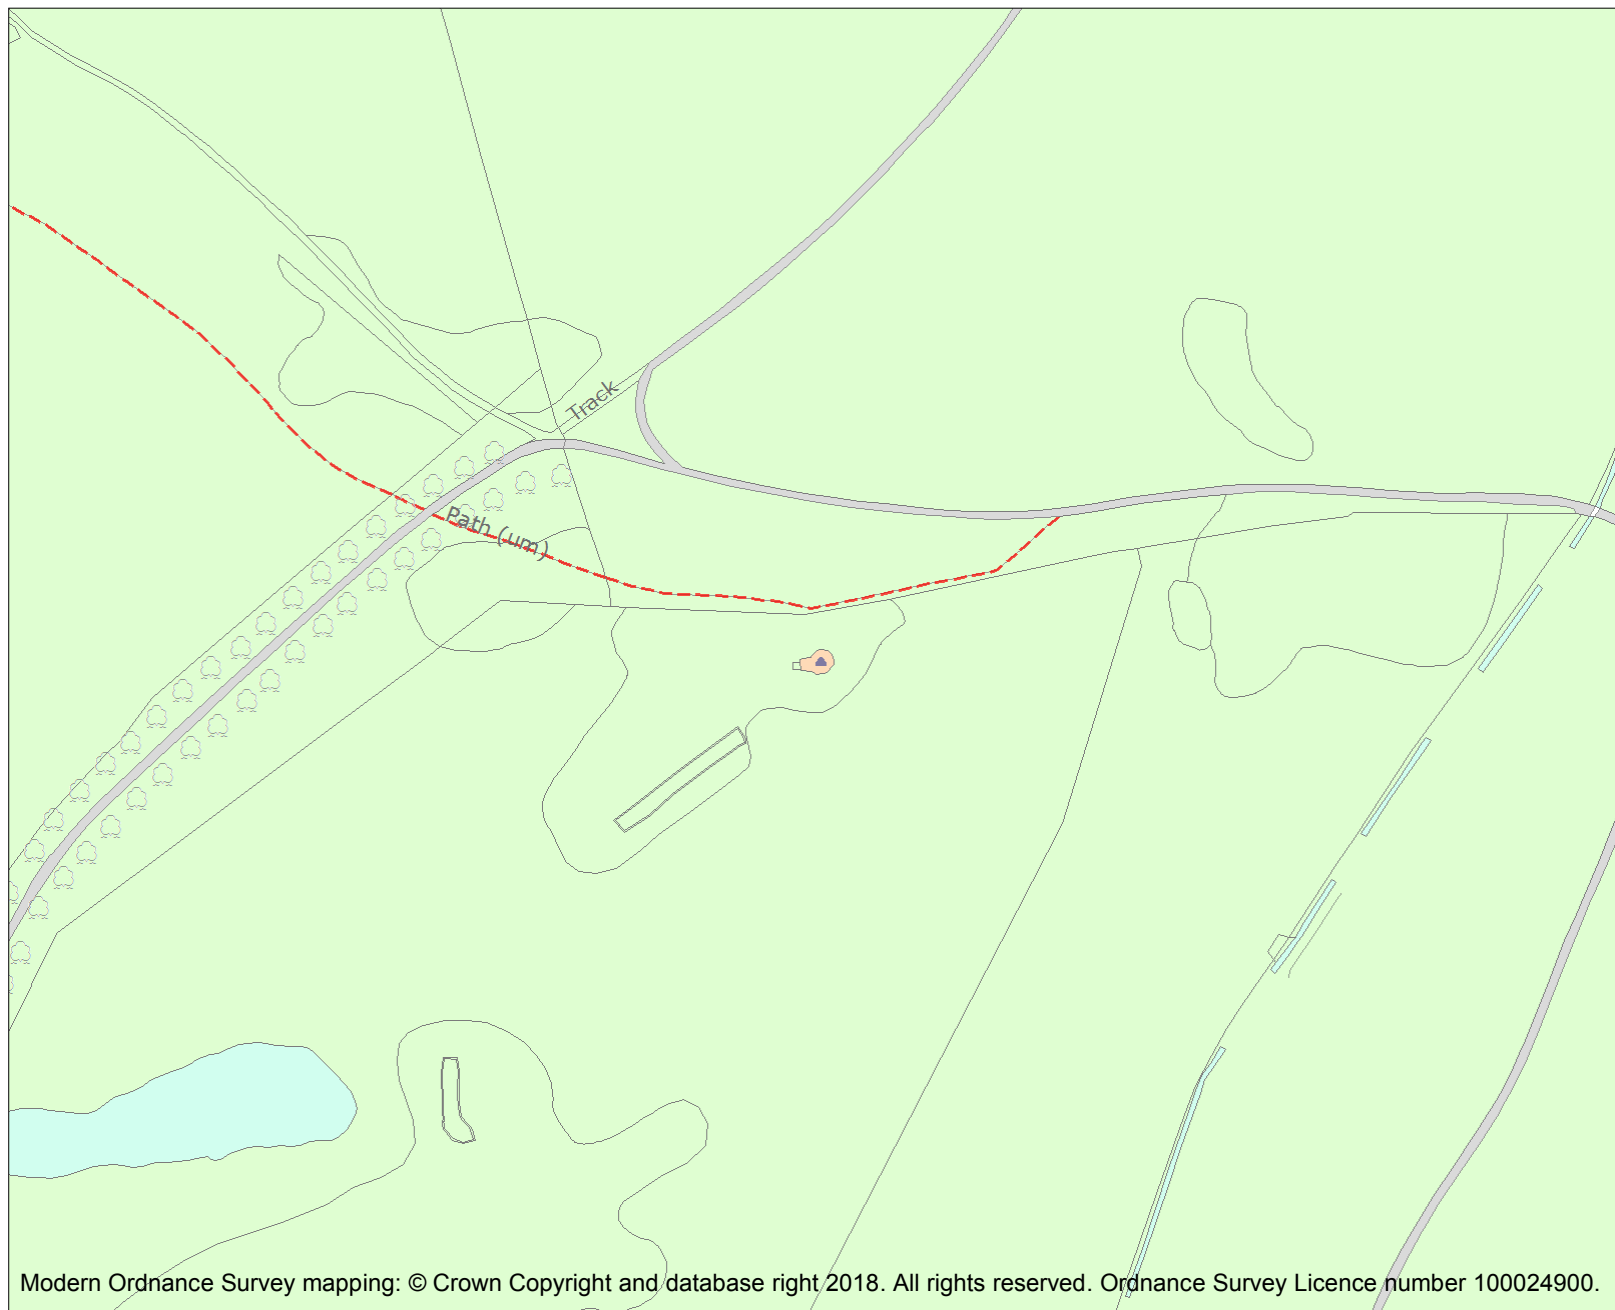 Track
Path (um)
Modern Ordnance Survey mapping: © Crown Copyright and database right 2018. All rights reserved. Ordnance Survey Licence number 100024900.